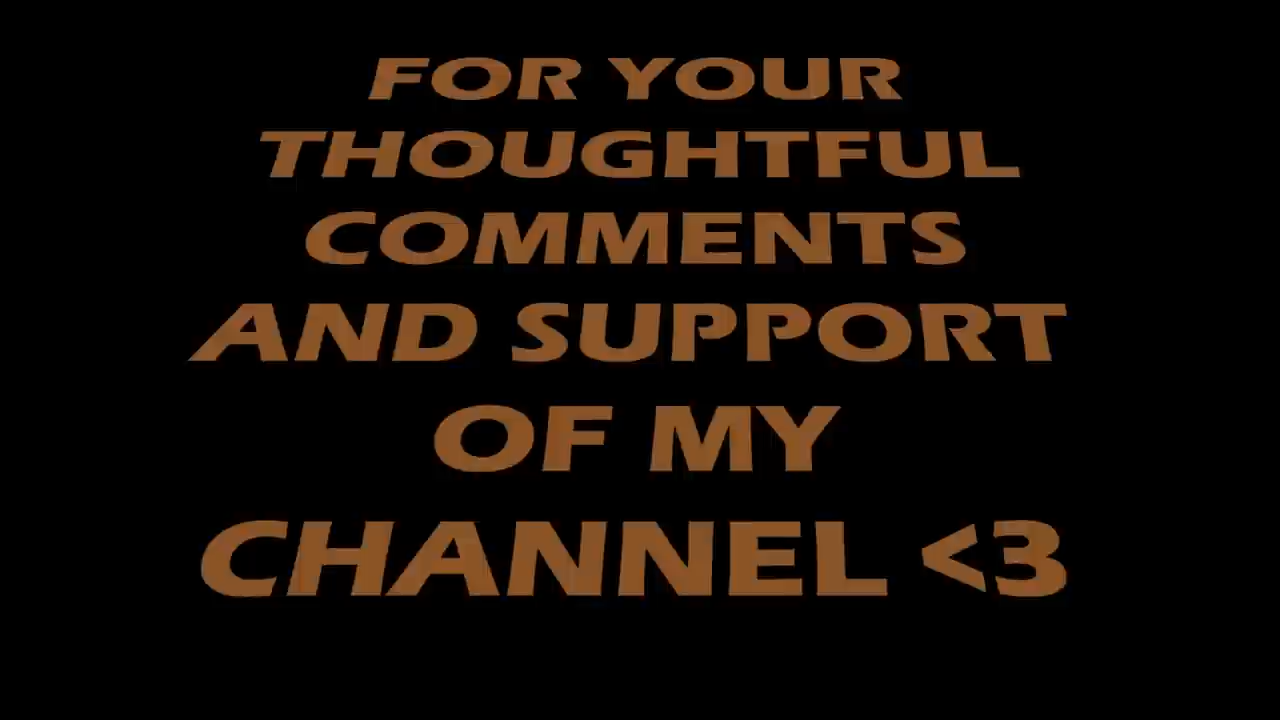 FOR YOUR
THOUGHTFUL
COMMENTS
AND SUPPORT
OF MY
CHANNEL <3